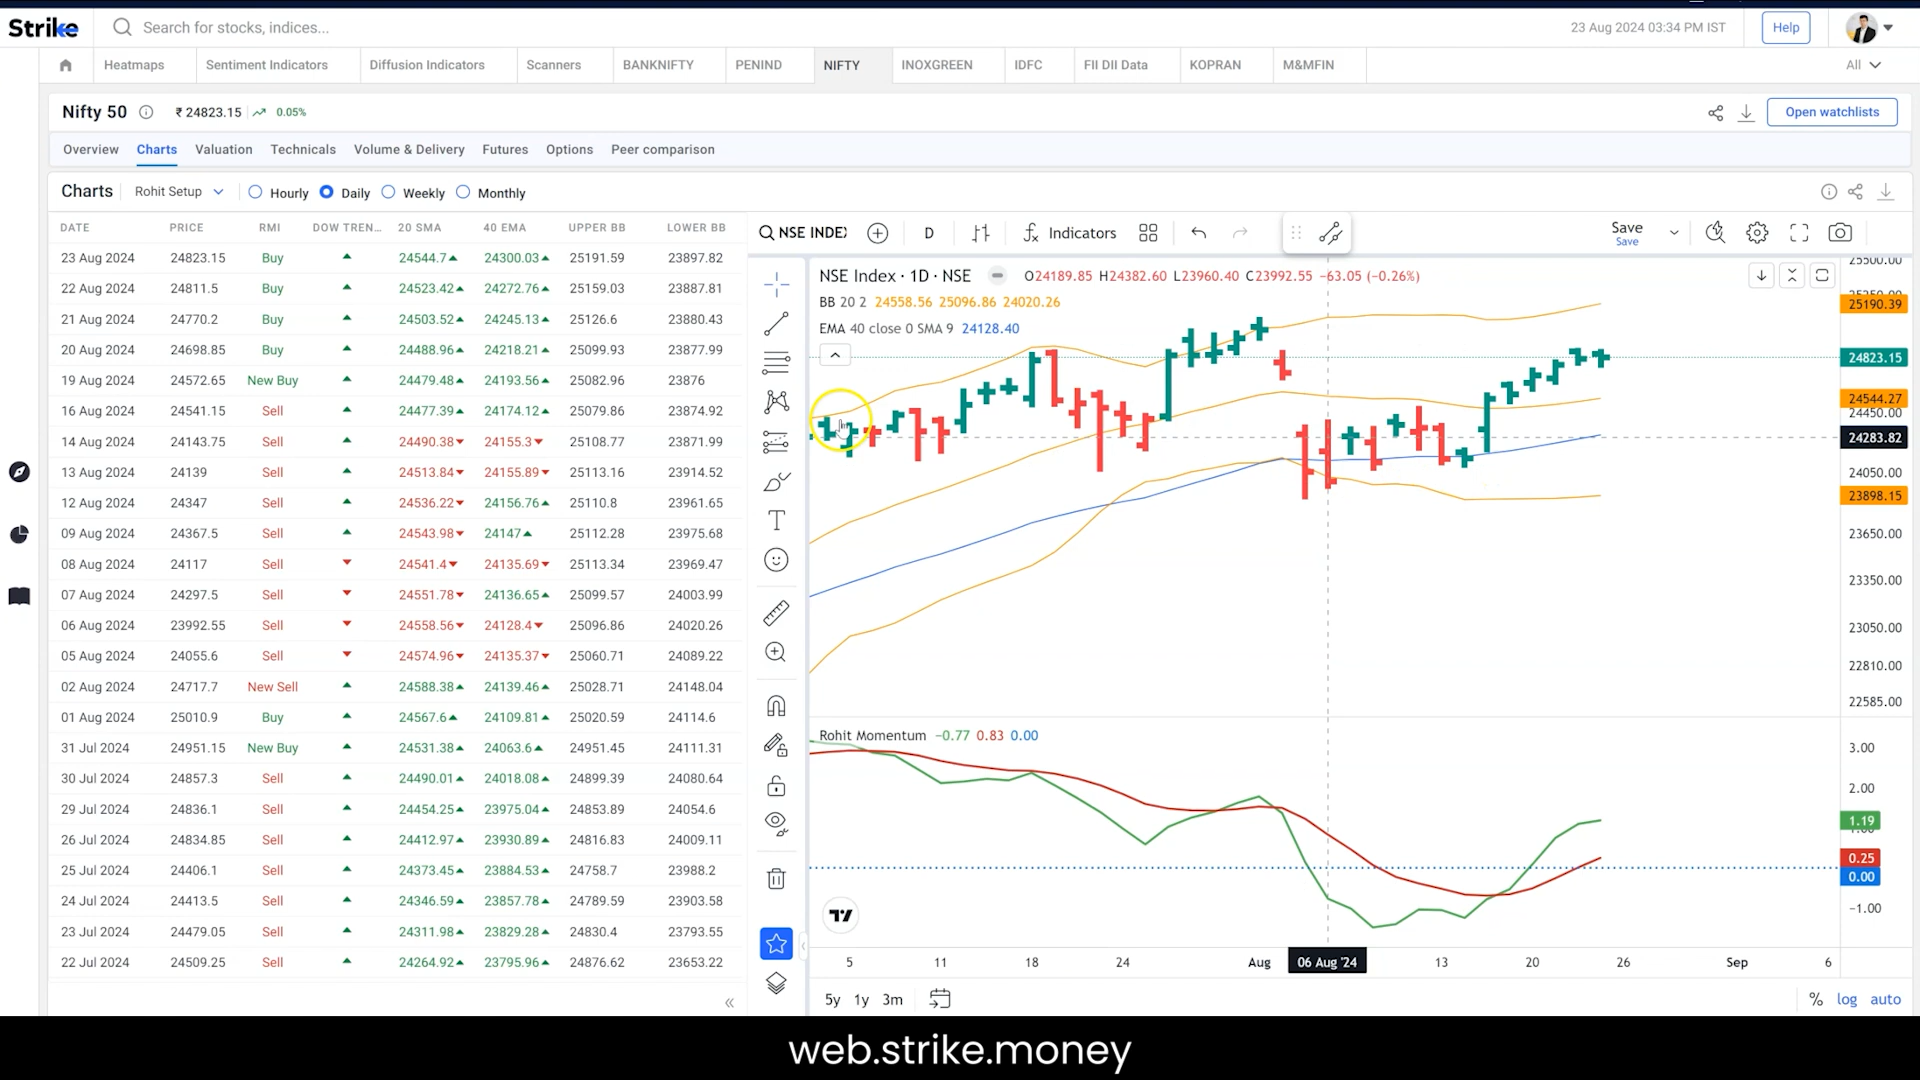 Strike
Search for stocks, indices...
23 Aug 2024 03:34 PM IST
Help
Heatmaps
Sentiment Indicators
Diffusion Indicators
Scanners
BANKNIFTY
PENIND
NIFTY
INOXGREEN
IDFC
FII DII Data
KOPRAN
M&MFIN
All
Nifty 50
₹ 24823.15
0.05%
Open watchlists
Overview
Charts
Valuation
Technicals
Volume & Delivery
Futures
Options
Peer comparison
Charts
Rohit Setup
Hourly
Daily
Weekly
Monthly
DATE PRICE RMI DOW TREN... 20 SMA 40 EMA UPPER BB LOWER BB
23 Aug 2024 24823.15 Buy 24544.7 24300.03 25191.59 23897.82
22 Aug 2024 24811.5 Buy 24523.42 24272.76 25159.03 23887.81
21 Aug 2024 24770.2 Buy 24503.52 24245.13 25126.6 23880.43
20 Aug 2024 24698.85 Buy 24488.96 24218.21 25099.93 23877.99
19 Aug 2024 24572.65 New Buy 24479.48 24193.56 25082.96 23876
16 Aug 2024 24541.15 Sell 24477.39 24174.12 25079.86 23874.92
14 Aug 2024 24143.75 Sell 24490.38 24155.3 25108.77 23871.99
13 Aug 2024 24139 Sell 24513.84 24155.89 25113.16 23914.52
12 Aug 2024 24347 Sell 24536.22 24156.76 25110.8 23961.65
09 Aug 2024 24367.5 Sell 24543.98 24147 25112.28 23975.68
08 Aug 2024 24117 Sell 24541.4 24135.69 25113.34 23969.47
07 Aug 2024 24297.5 Sell 24551.78 24136.65 25099.57 24003.99
06 Aug 2024 23992.55 Sell 24558.56 24128.4 25096.86 24020.26
05 Aug 2024 24055.6 Sell 24574.96 24135.37 25060.71 24089.22
02 Aug 2024 24717.7 New Sell 24588.38 24139.46 25028.71 24148.04
01 Aug 2024 25010.9 Buy 24567.6 24109.81 25020.59 24114.6
31 Jul 2024 24951.15 New Buy 24531.38 24063.6 24951.45 24111.31
30 Jul 2024 24857.3 Sell 24490.01 24018.08 24899.39 24080.64
29 Jul 2024 24836.1 Sell 24454.25 23975.04 24853.89 24054.6
26 Jul 2024 24834.85 Sell 24412.97 23930.89 24816.83 24009.11
25 Jul 2024 24406.1 Sell 24373.45 23884.53 24758.7 23988.2
24 Jul 2024 24413.5 Sell 24346.59 23857.78 24789.59 23903.58
23 Jul 2024 24479.05 Sell 24311.98 23829.28 24830.4 23793.55
22 Jul 2024 24509.25 Sell 24264.92 23795.96 24876.62 23653.22
NSE INDEX
D
Indicators
Save
Save
NSE Index · 1D · NSE O24189.85 H24382.60 L23960.40 C23992.55 −63.05 (−0.26%)
BB 20 2 24558.56 25096.86 24020.26
EMA 40 close 0 SMA 9 24128.40
25500.00
25190.39
24823.15
24544.27
24450.00
24283.82
24050.00
23898.15
23650.00
23350.00
23050.00
22810.00
22585.00
Rohit Momentum −0.77 0.83 0.00
3.00
2.00
1.19
0.25
0.00
−1.00
5 11 18 24 Aug 06 Aug '24 13 20 26 Sep 6
5y 1y 3m
% log auto
web.strike.money